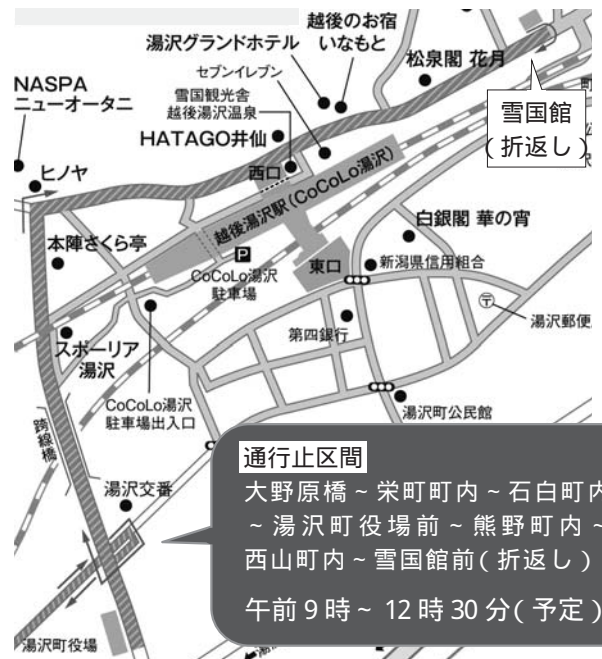 越後のお宿
いなもと
湯沢グランドホテル
松泉閣 花月
セブンイレブン
NASPA
ニューオータニ
雪国観光舎
越後湯沢温泉
雪国館
(折返し)
HATAGO井仙
西口
ヒノヤ
越後湯沢駅(CoCoLo湯沢)
白銀閣 華の宵
本陣さくら亭
P
東口
新潟県信用組合
CoCoLo湯沢
駐車場
〒
湯沢郵便
第四銀行
スポーリア
湯沢
CoCoLo湯沢
駐車場出入口
湯沢町公民館
跨線橋
通行止区間
湯沢交番
大野原橋~栄町町内~石白町内
~湯沢町役場前~熊野町内~
西山町内~雪国館前(折返し)
午前9時~12時30分(予定)
湯沢町役場